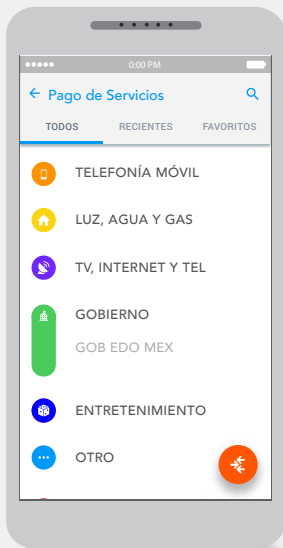 0:00 PM
Pago de Servicios
TODOS RECIENTES FAVORITOS
TELEFONÍA MÓVIL
LUZ, AGUA Y GAS
TV, INTERNET Y TEL
GOBIERNO
GOB EDO MEX
ENTRETENIMIENTO
OTRO